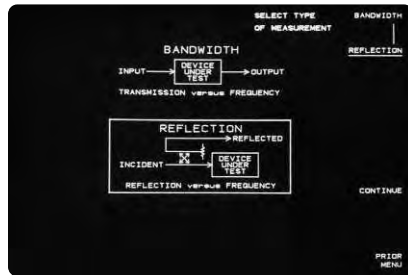 SELECT TYPE
OF MEASUREMENT
BANDWIDTH
REFLECTION
BANDWIDTH
INPUT
DEVICE
UNDER
TEST
OUTPUT
TRANSMISSION versus FREQUENCY
REFLECTION
REFLECTED
INCIDENT
DEVICE
UNDER
TEST
REFLECTION versus FREQUENCY
CONTINUE
PRIOR
MENU